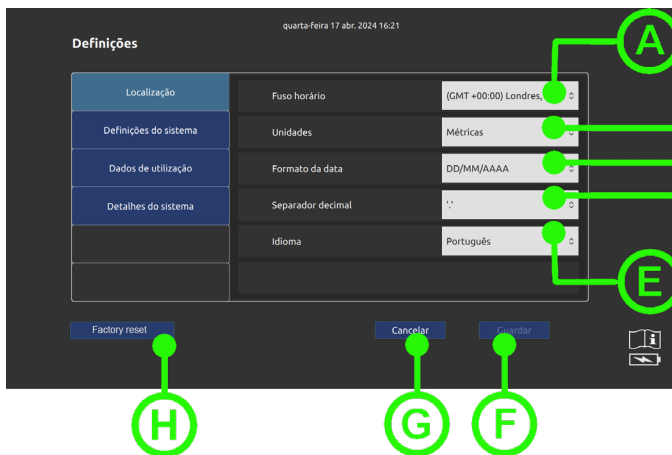 quarta-feira 17 abr. 2024 16:21
Definições
A
Localização
Fuso horário
(GMT +00:00) Londres,
Definições do sistema
Unidades
Métricas
Dados de utilização
Formato da data
DD/MM/AAAA
Detalhes do sistema
Separador decimal
'.'
Idioma
Português
E
Factory reset
Cancelar
Guardar
H
G
F